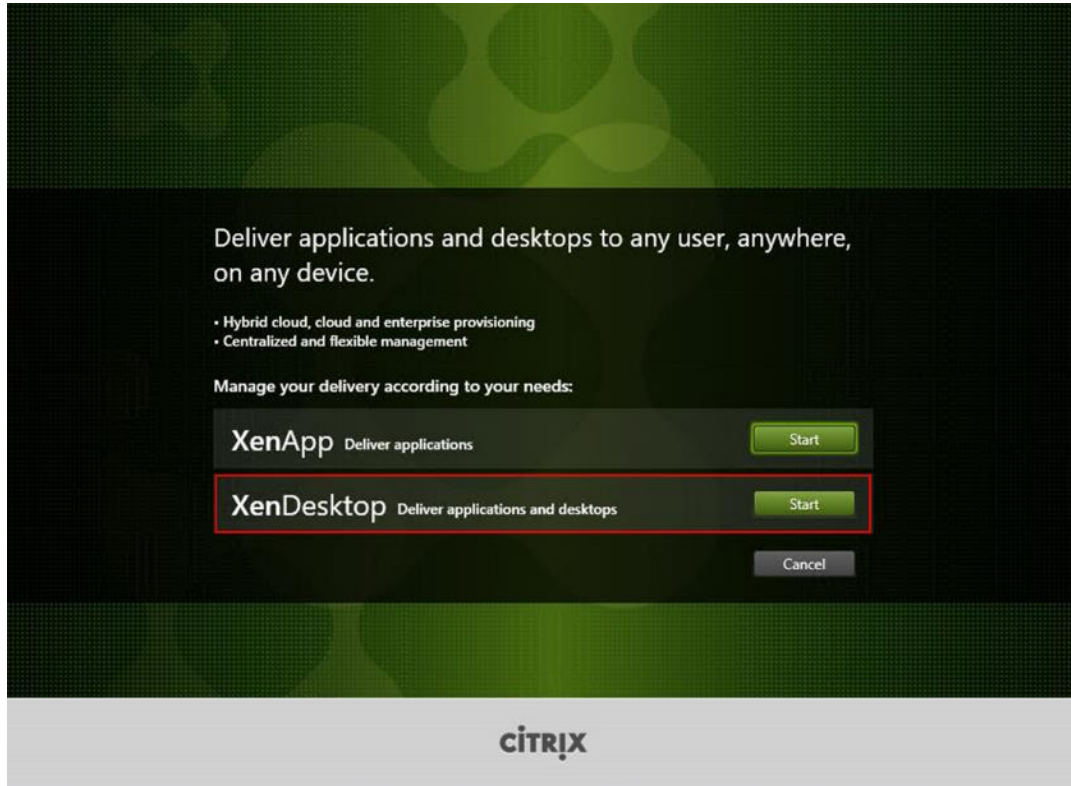 Deliver applications and desktops to any user, anywhere,
on any device.
• Hybrid cloud, cloud and enterprise provisioning
• Centralized and flexible management
Manage your delivery according to your needs:
XenApp Deliver applications Start
XenDesktop Deliver applications and desktops Start
Cancel
CITRIX